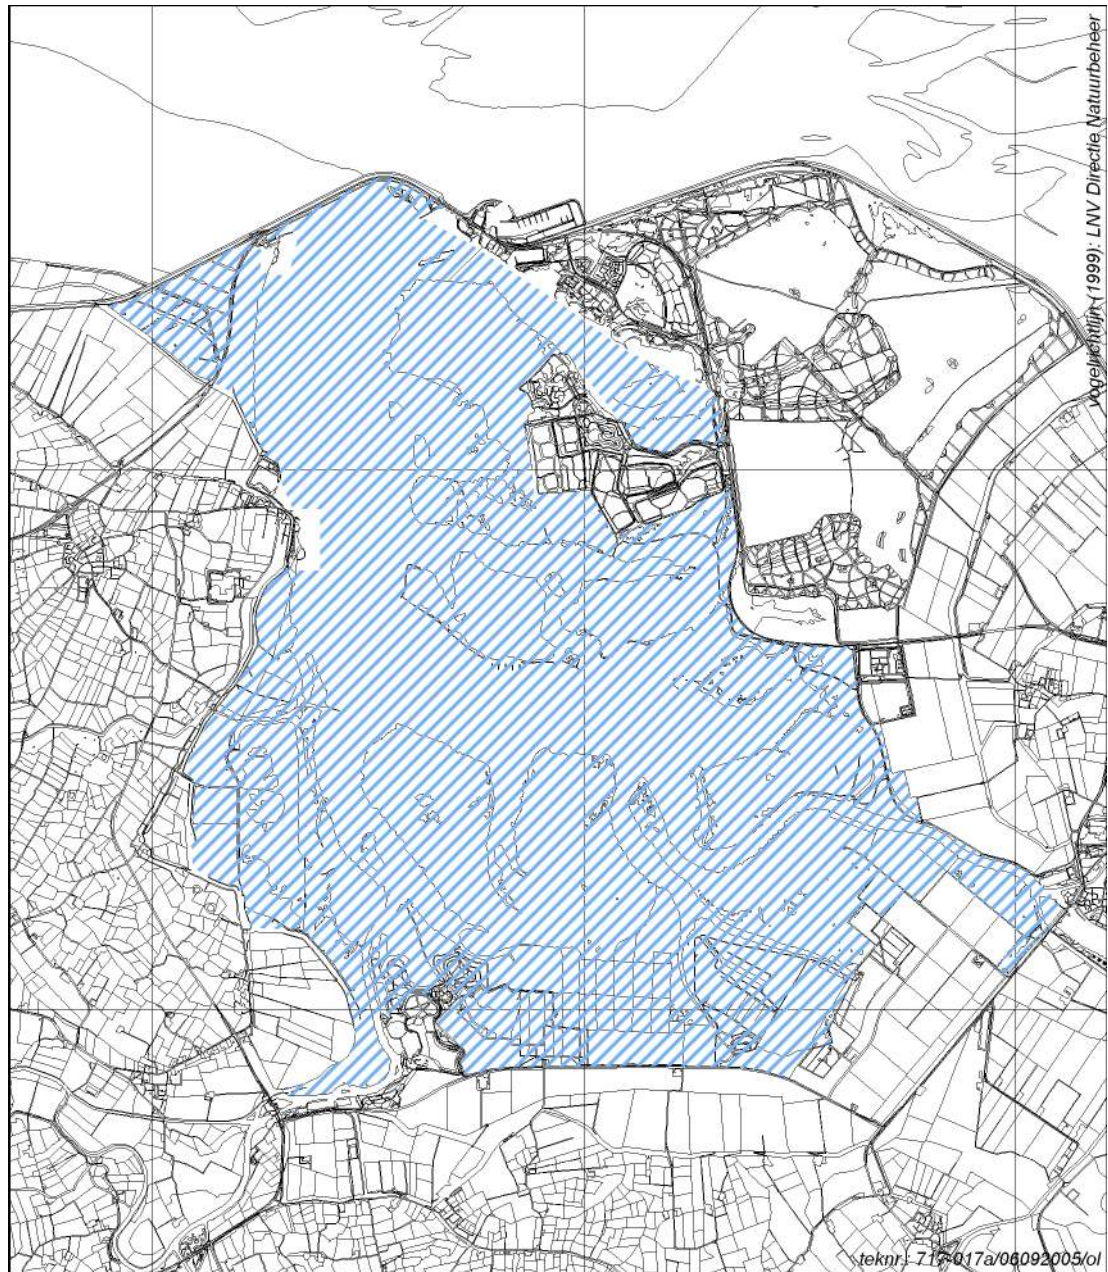 Vogelrichtlijn (1999): LNV Directie Natuurbeheer
teknr.: 717-017a/06092005/ol